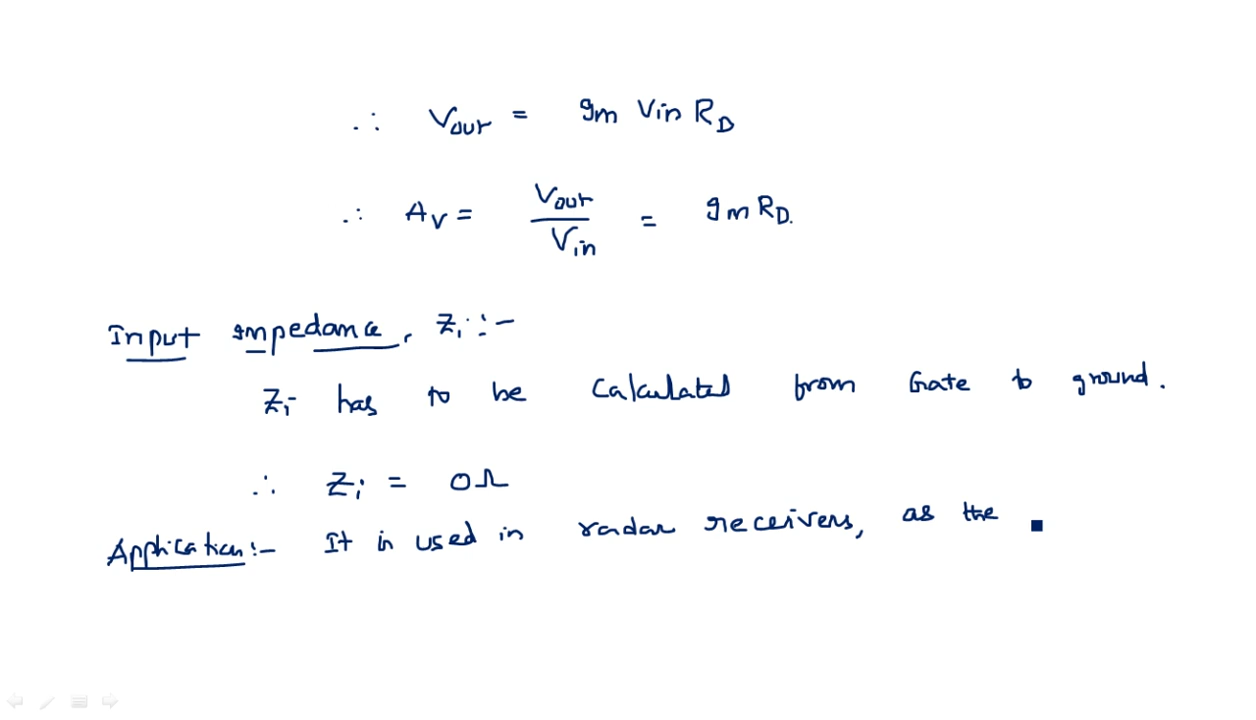 ∴ Vout = gm Vin RD
∴ AV = Vout / Vin = gm RD.
Input Impedance, Zi :-
Zi has to be calculated from Gate to ground.
∴ Zi = 0Ω
Application :- It is used in radar receivers, as the